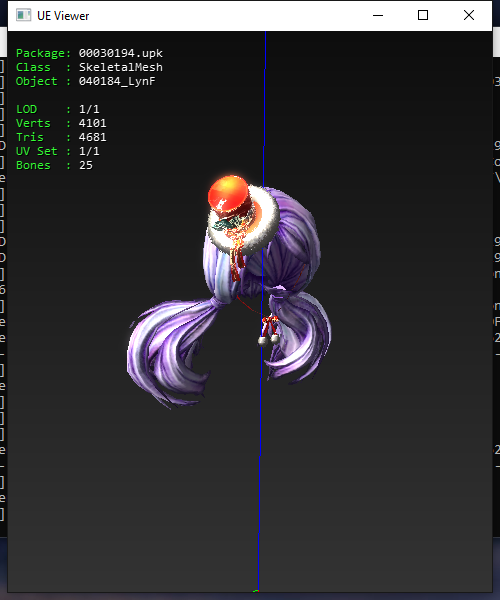 UE Viewer
Package: 00030194.upk
Class : SkeletalMesh
Object : 040184_LynF
LOD : 1/1
Verts : 4101
Tris : 4681
UV Set : 1/1
Bones : 25